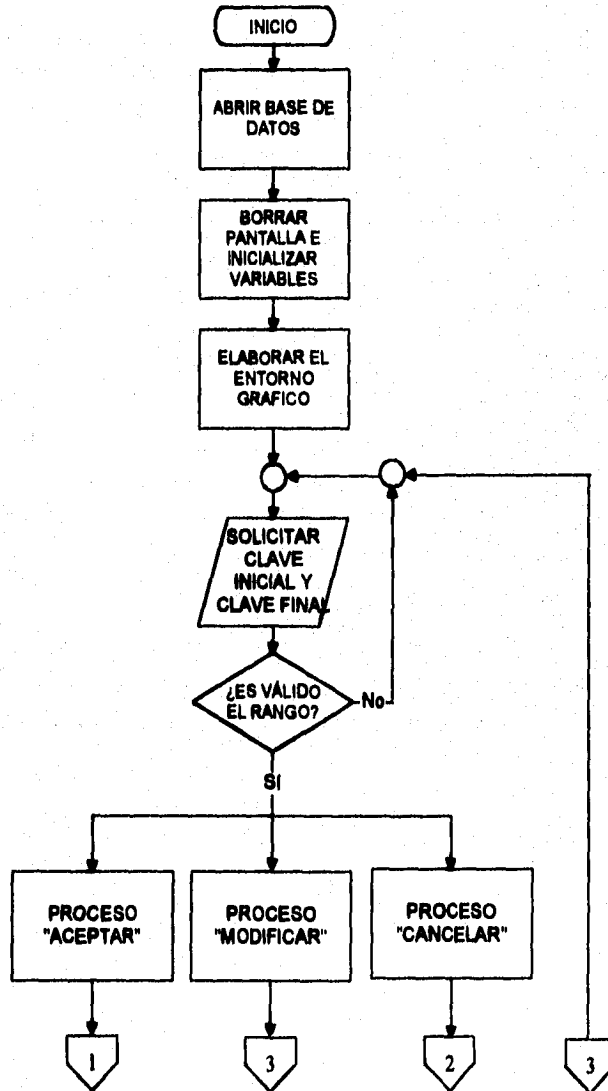 INICIO
ABRIR BASE DE
DATOS
BORRAR
PANTALLA E
INICIALIZAR
VARIABLES
ELABORAR EL
ENTORNO
GRAFICO
SOLICITAR
CLAVE
INICIAL Y
CLAVE FINAL
¿ES VÁLIDO
EL RANGO?
No
SÍ
PROCESO
"ACEPTAR"
PROCESO
"MODIFICAR"
PROCESO
"CANCELAR"
1
3
2
3